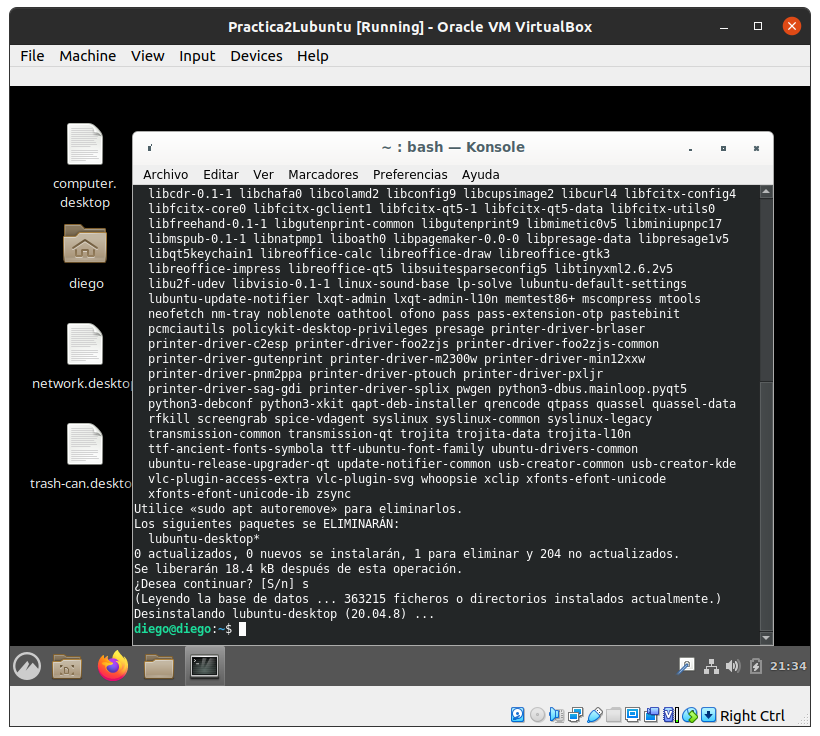 Practica2Lubuntu [Running] - Oracle VM VirtualBox
File Machine View Input Devices Help
computer.
desktop
diego
network.desktop
trash-can.deskto
~ : bash — Konsole
Archivo Editar Ver Marcadores Preferencias Ayuda
libcdr-0.1-1 libchafa0 libcolamd2 libconfig9 libcupsimage2 libcurl4 libfcitx-config4
libfcitx-core0 libfcitx-gclient1 libfcitx-qt5-1 libfcitx-qt5-data libfcitx-utils0
libfreehand-0.1-1 libgutenprint-common libgutenprint9 libmimetic0v5 libminiupnpc17
libmspub-0.1-1 libnatpmp1 liboath0 libpagemaker-0.0-0 libpresage-data libpresage1v5
libqt5keychain1 libreoffice-calc libreoffice-draw libreoffice-gtk3
libreoffice-impress libreoffice-qt5 libsuitesparseconfig5 libtinyxml2.6.2v5
libu2f-udev libvisio-0.1-1 linux-sound-base lp-solve lubuntu-default-settings
lubuntu-update-notifier lxqt-admin lxqt-admin-l10n memtest86+ mscompress mtools
neofetch nm-tray noblenote oathtool ofono pass pass-extension-otp pastebinit
pcmciautils policykit-desktop-privileges presage printer-driver-brlaser
printer-driver-c2esp printer-driver-foo2zjs printer-driver-foo2zjs-common
printer-driver-gutenprint printer-driver-m2300w printer-driver-min12xxw
printer-driver-pnm2ppa printer-driver-ptouch printer-driver-pxljr
printer-driver-sag-gdi printer-driver-splix pwgen python3-dbus.mainloop.pyqt5
python3-debconf python3-xkit qapt-deb-installer qrencode qtpass quassel quassel-data
rfkill screengrab spice-vdagent syslinux syslinux-common syslinux-legacy
transmission-common transmission-qt trojita trojita-data trojita-l10n
ttf-ancient-fonts-symbola ttf-ubuntu-font-family ubuntu-drivers-common
ubuntu-release-upgrader-qt update-notifier-common usb-creator-common usb-creator-kde
vlc-plugin-access-extra vlc-plugin-svg whoopsie xclip xfonts-efont-unicode
xfonts-efont-unicode-ib zsync
Utilice «sudo apt autoremove» para eliminarlos.
Los siguientes paquetes se ELIMINARÁN:
lubuntu-desktop*
0 actualizados, 0 nuevos se instalarán, 1 para eliminar y 204 no actualizados.
Se liberarán 18.4 kB después de esta operación.
¿Desea continuar? [S/n] s
(Leyendo la base de datos ... 363215 ficheros o directorios instalados actualmente.)
Desinstalando lubuntu-desktop (20.04.8) ...
diego@diego:~$
21:34
Right Ctrl